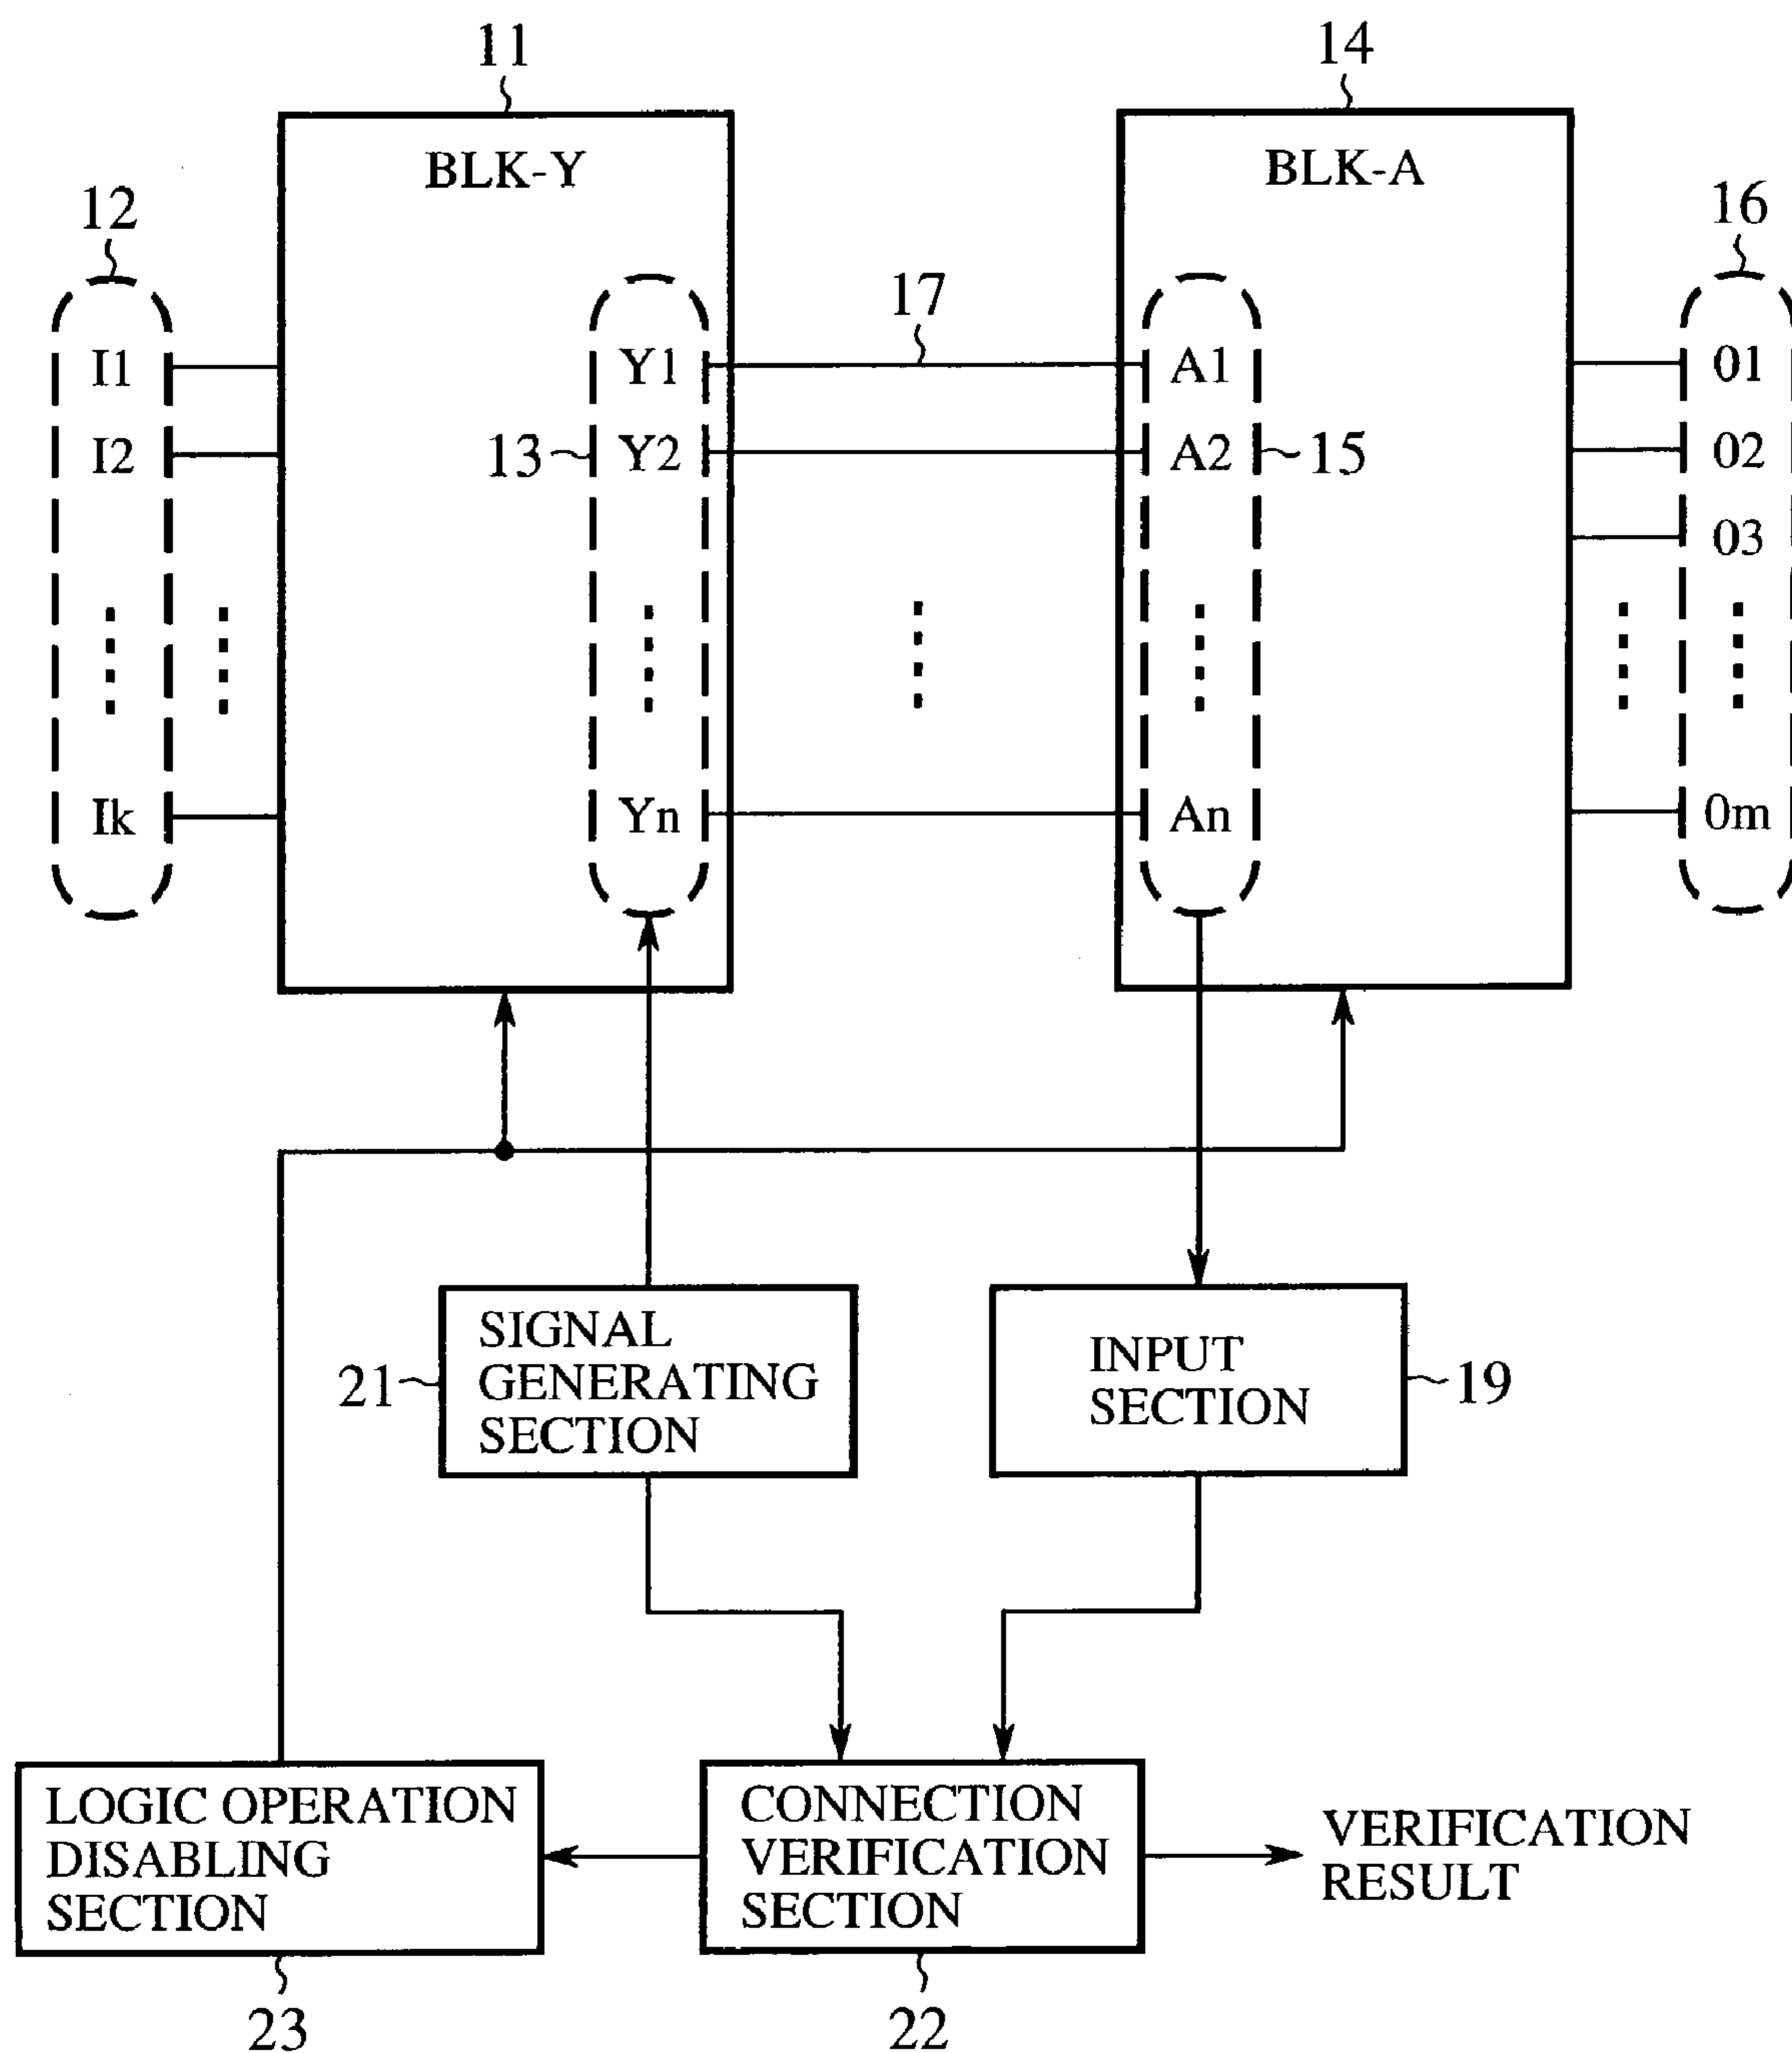 11
14
BLK-Y
BLK-A
12
16
17
I1
Y1
A1
01
I2
13
Y2
A2
15
02
03
Ik
Yn
An
0m
SIGNAL
GENERATING
SECTION
21
INPUT
SECTION
19
LOGIC OPERATION
DISABLING
SECTION
CONNECTION
VERIFICATION
SECTION
VERIFICATION
RESULT
23
22